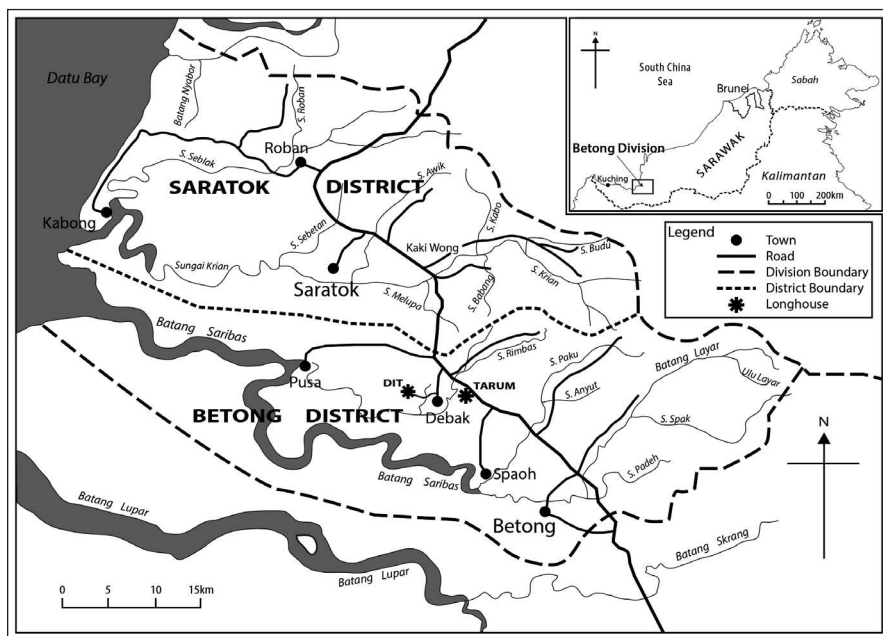 Datu Bay
Batang Nyabor
S. Roban
Roban
S. Seblak
SARATOK DISTRICT
S. Awik
Kabong
S. Sebetan
Kaki Wong
S. Kabo
S. Budu
Sungai Krian
Saratok
S. Krian
S. Melupa
S. Babang
Batang Saribas
S. Rimbas
S. Paku
Batang Layar
Ulu Layar
Pusa
DIT
TARUM
S. Anyut
BETONG DISTRICT
Debak
S. Spak
Spaoh
S. Padeh
Batang Saribas
Betong
Batang Lupar
Batang Skrang
Batang Lupar
0 5 10 15km
N
N
South China
Sea
Brunei
Sabah
Betong Division
SARAWAK
Kuching
Kalimantan
0 100 200km
Legend
Town
Road
Division Boundary
District Boundary
Longhouse